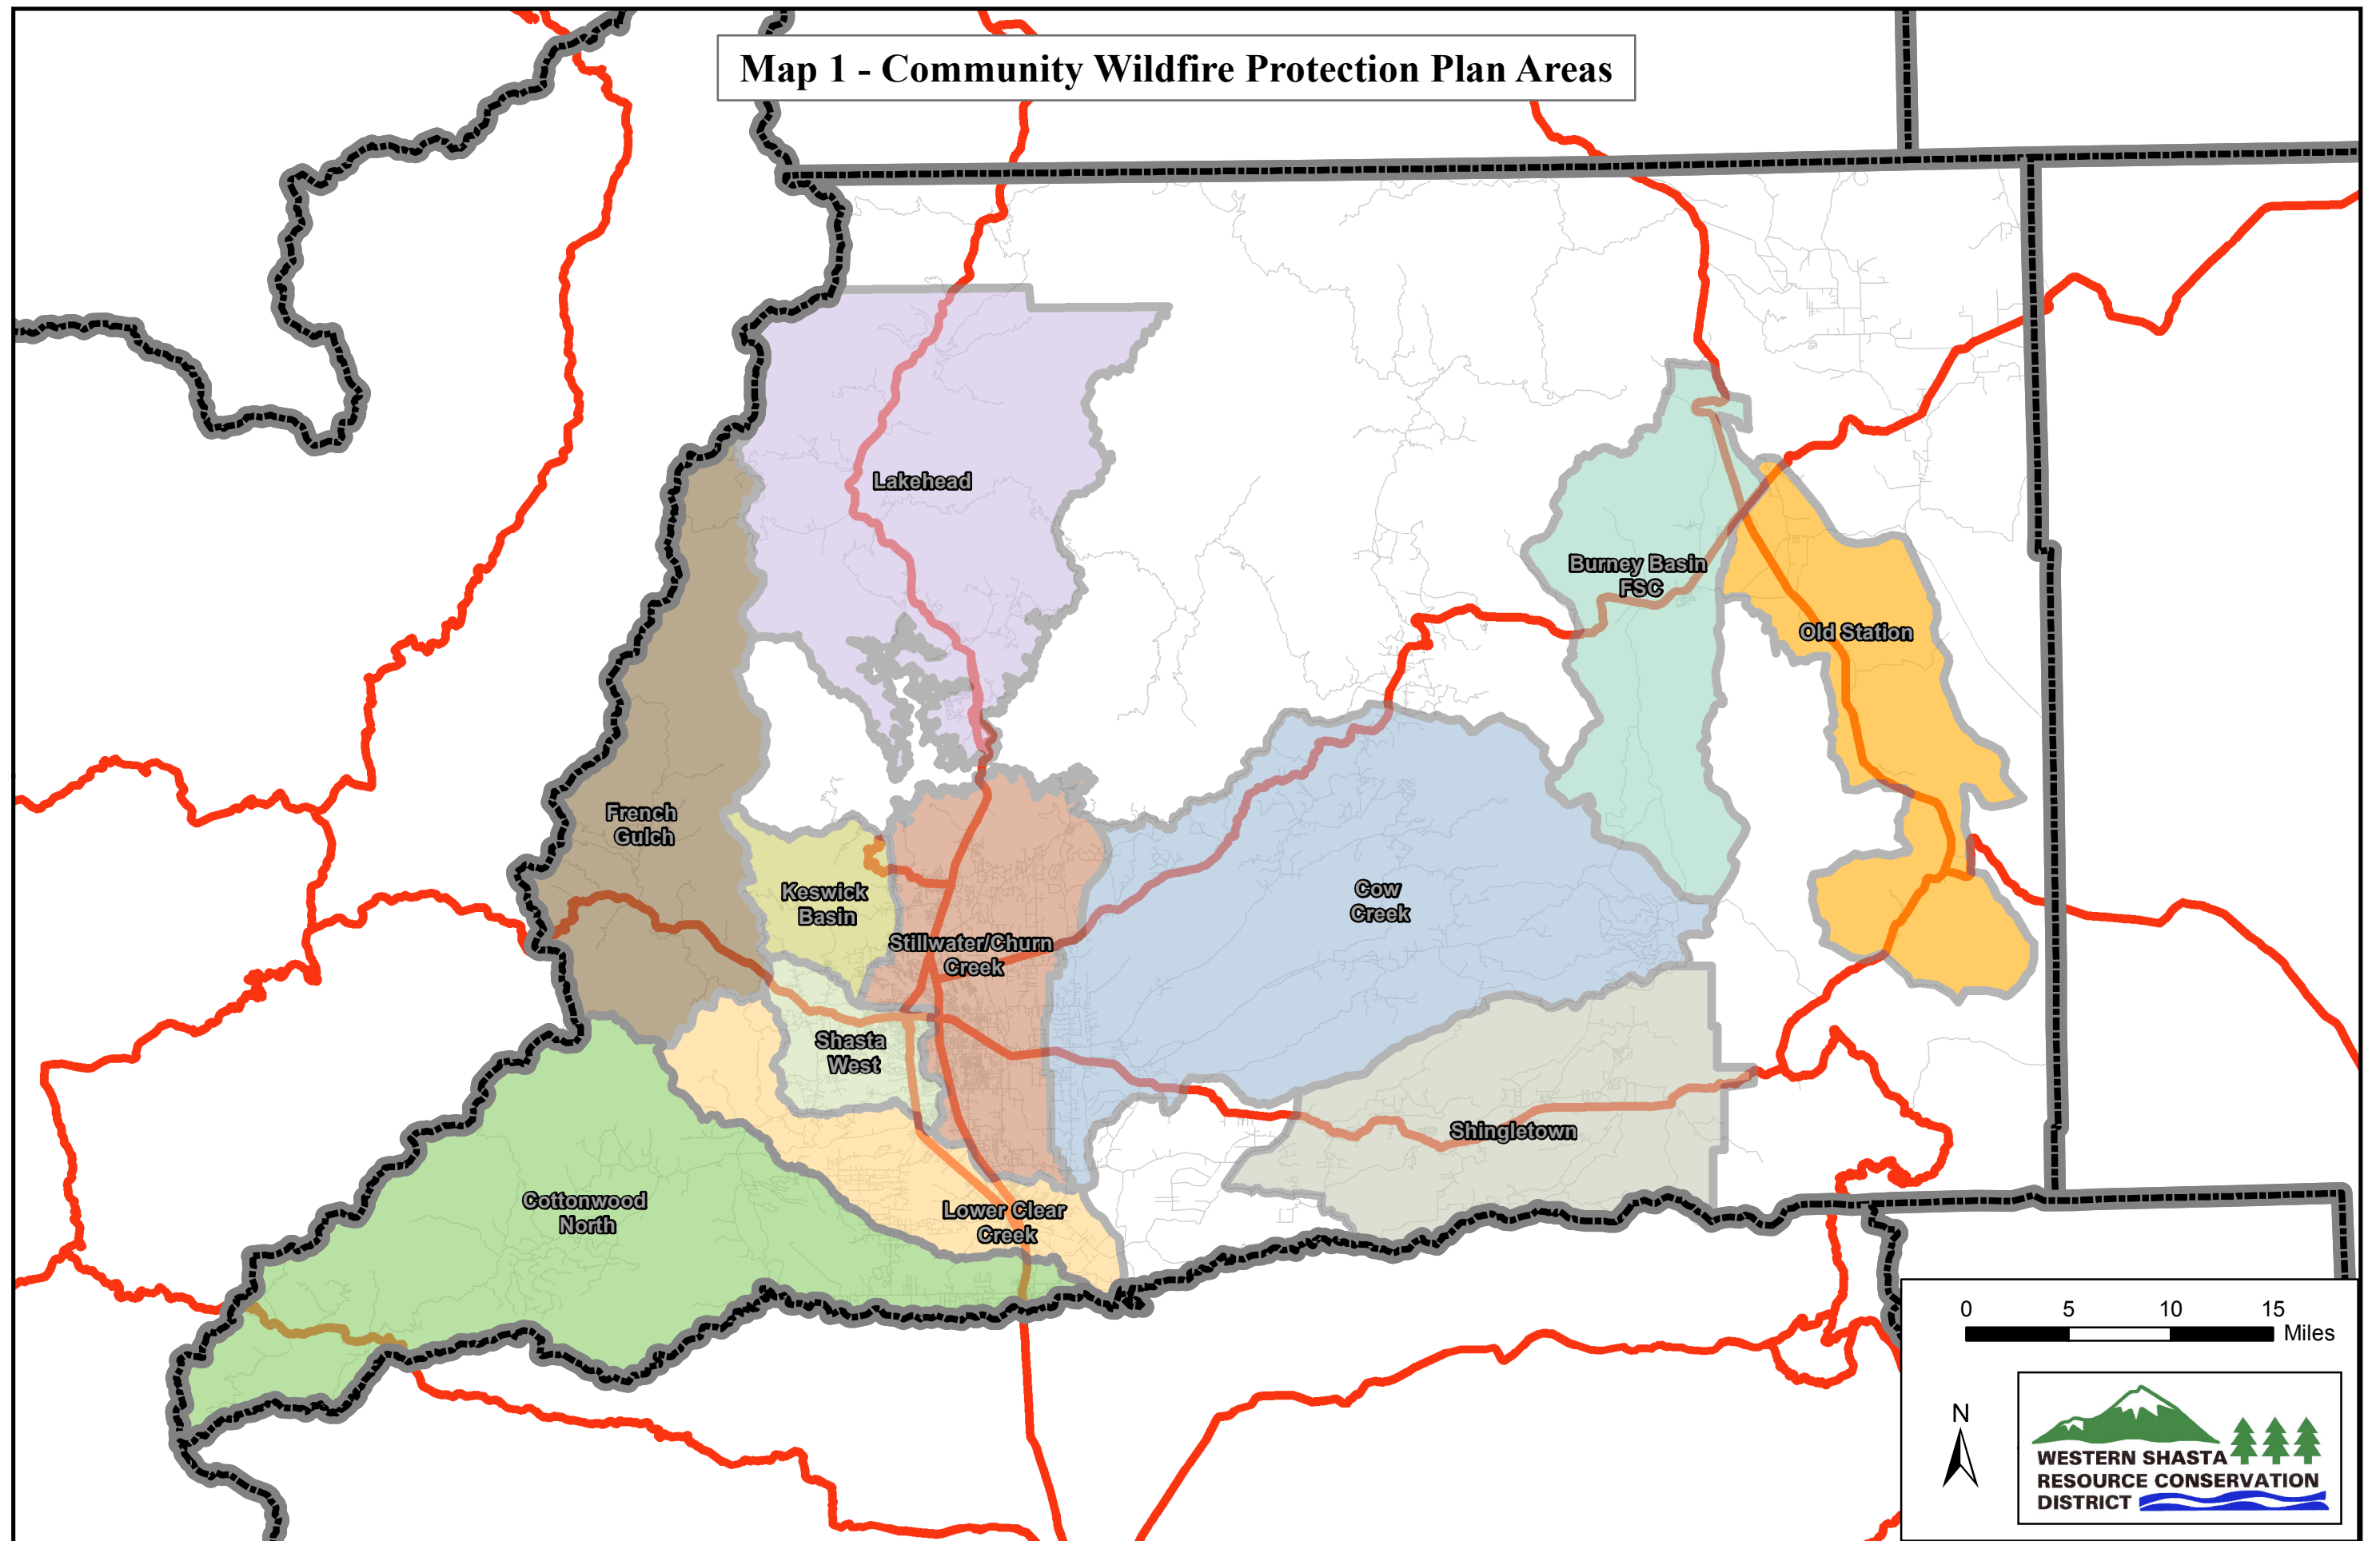 Map 1 - Community Wildfire Protection Plan Areas
Lakehead
Burney Basin
FSC
Old Station
French
Gulch
Keswick
Basin
Cow
Creek
Stillwater/Churn
Creek
Shasta
West
Shingletown
Cottonwood
North
Lower Clear
Creek
0 5 10 15
Miles
N
WESTERN SHASTA
RESOURCE CONSERVATION
DISTRICT